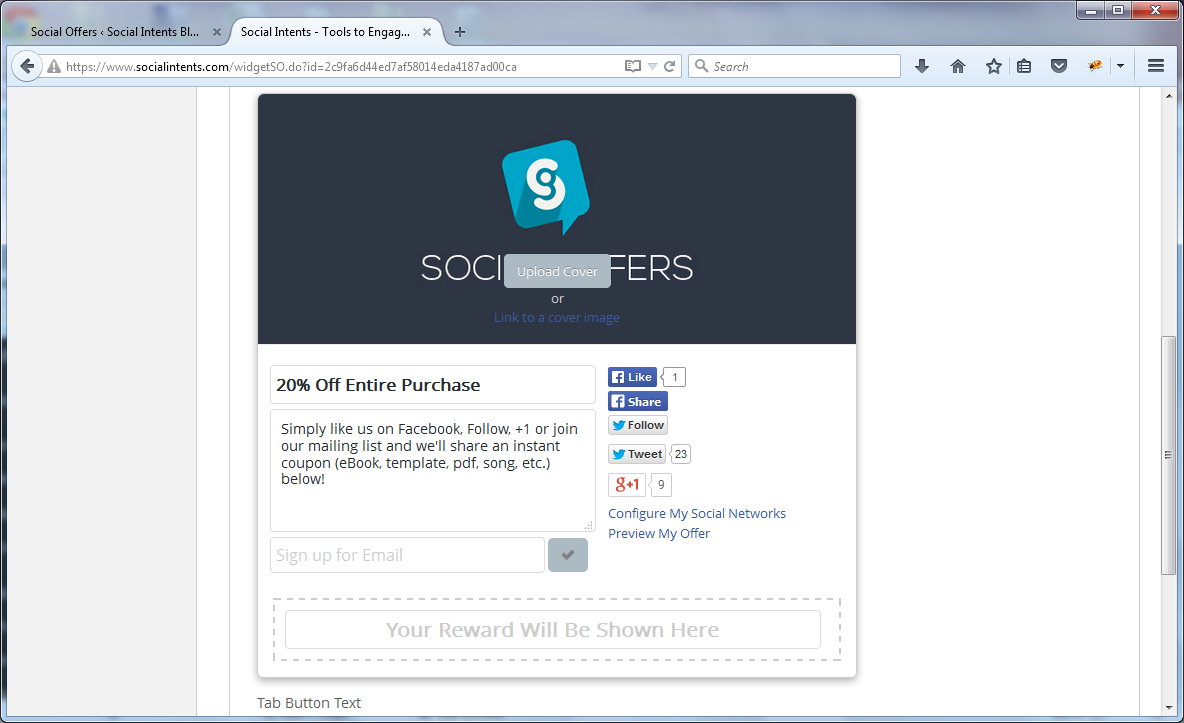 Social Offers ‹ Social Intents Bl...
Social Intents - Tools to Engag...
https://www.socialintents.com/widgetSO.do?id=2c9fa6d44ed7af58014eda4187ad00ca
Search
SOCI
FFERS
Upload Cover
or
Link to a cover image
20% Off Entire Purchase
Simply like us on Facebook, Follow, +1 or join
our mailing list and we'll share an instant
coupon (eBook, template, pdf, song, etc.)
below!
Sign up for Email
Like 1
Share
Follow
Tweet 23
g+1 9
Configure My Social Networks
Preview My Offer
Your Reward Will Be Shown Here
Tab Button Text